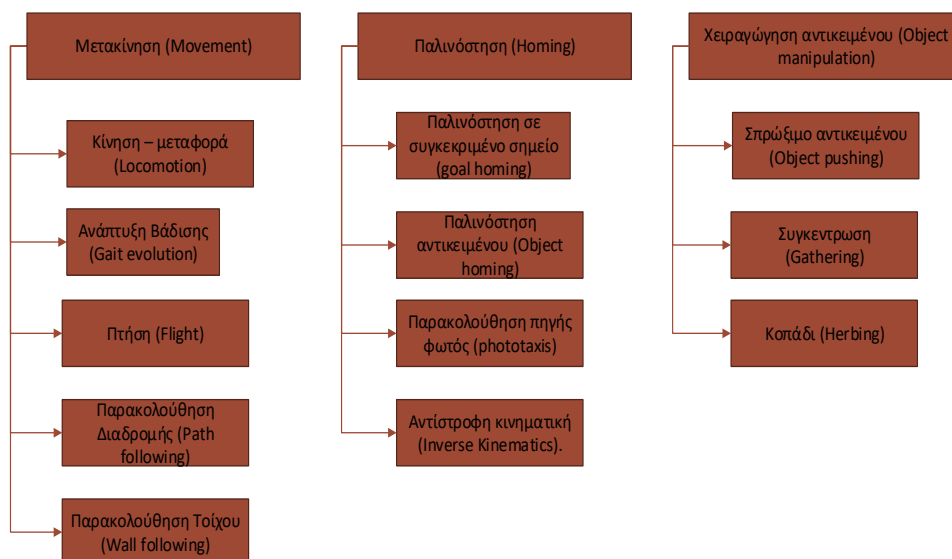 Μετακίνηση (Movement)
Κίνηση – μεταφορά
(Locomotion)
Ανάπτυξη Βάδισης
(Gait evolution)
Πτήση (Flight)
Παρακολούθηση
Διαδρομής (Path
following)
Παρακολούθηση Τοίχου
(Wall following)
Παλινόστηση (Homing)
Παλινόστηση σε
συγκεκριμένο σημείο
(goal homing)
Παλινόστηση
αντικειμένου (Object
homing)
Παρακολούθηση πηγής
φωτός (phototaxis)
Αντίστροφη κινηματική
(Inverse Kinematics).
Χειραγώγηση αντικειμένου (Object
manipulation)
Σπρώξιμο αντικειμένου
(Object pushing)
Συγκεντρωση
(Gathering)
Κοπάδι (Herbing)